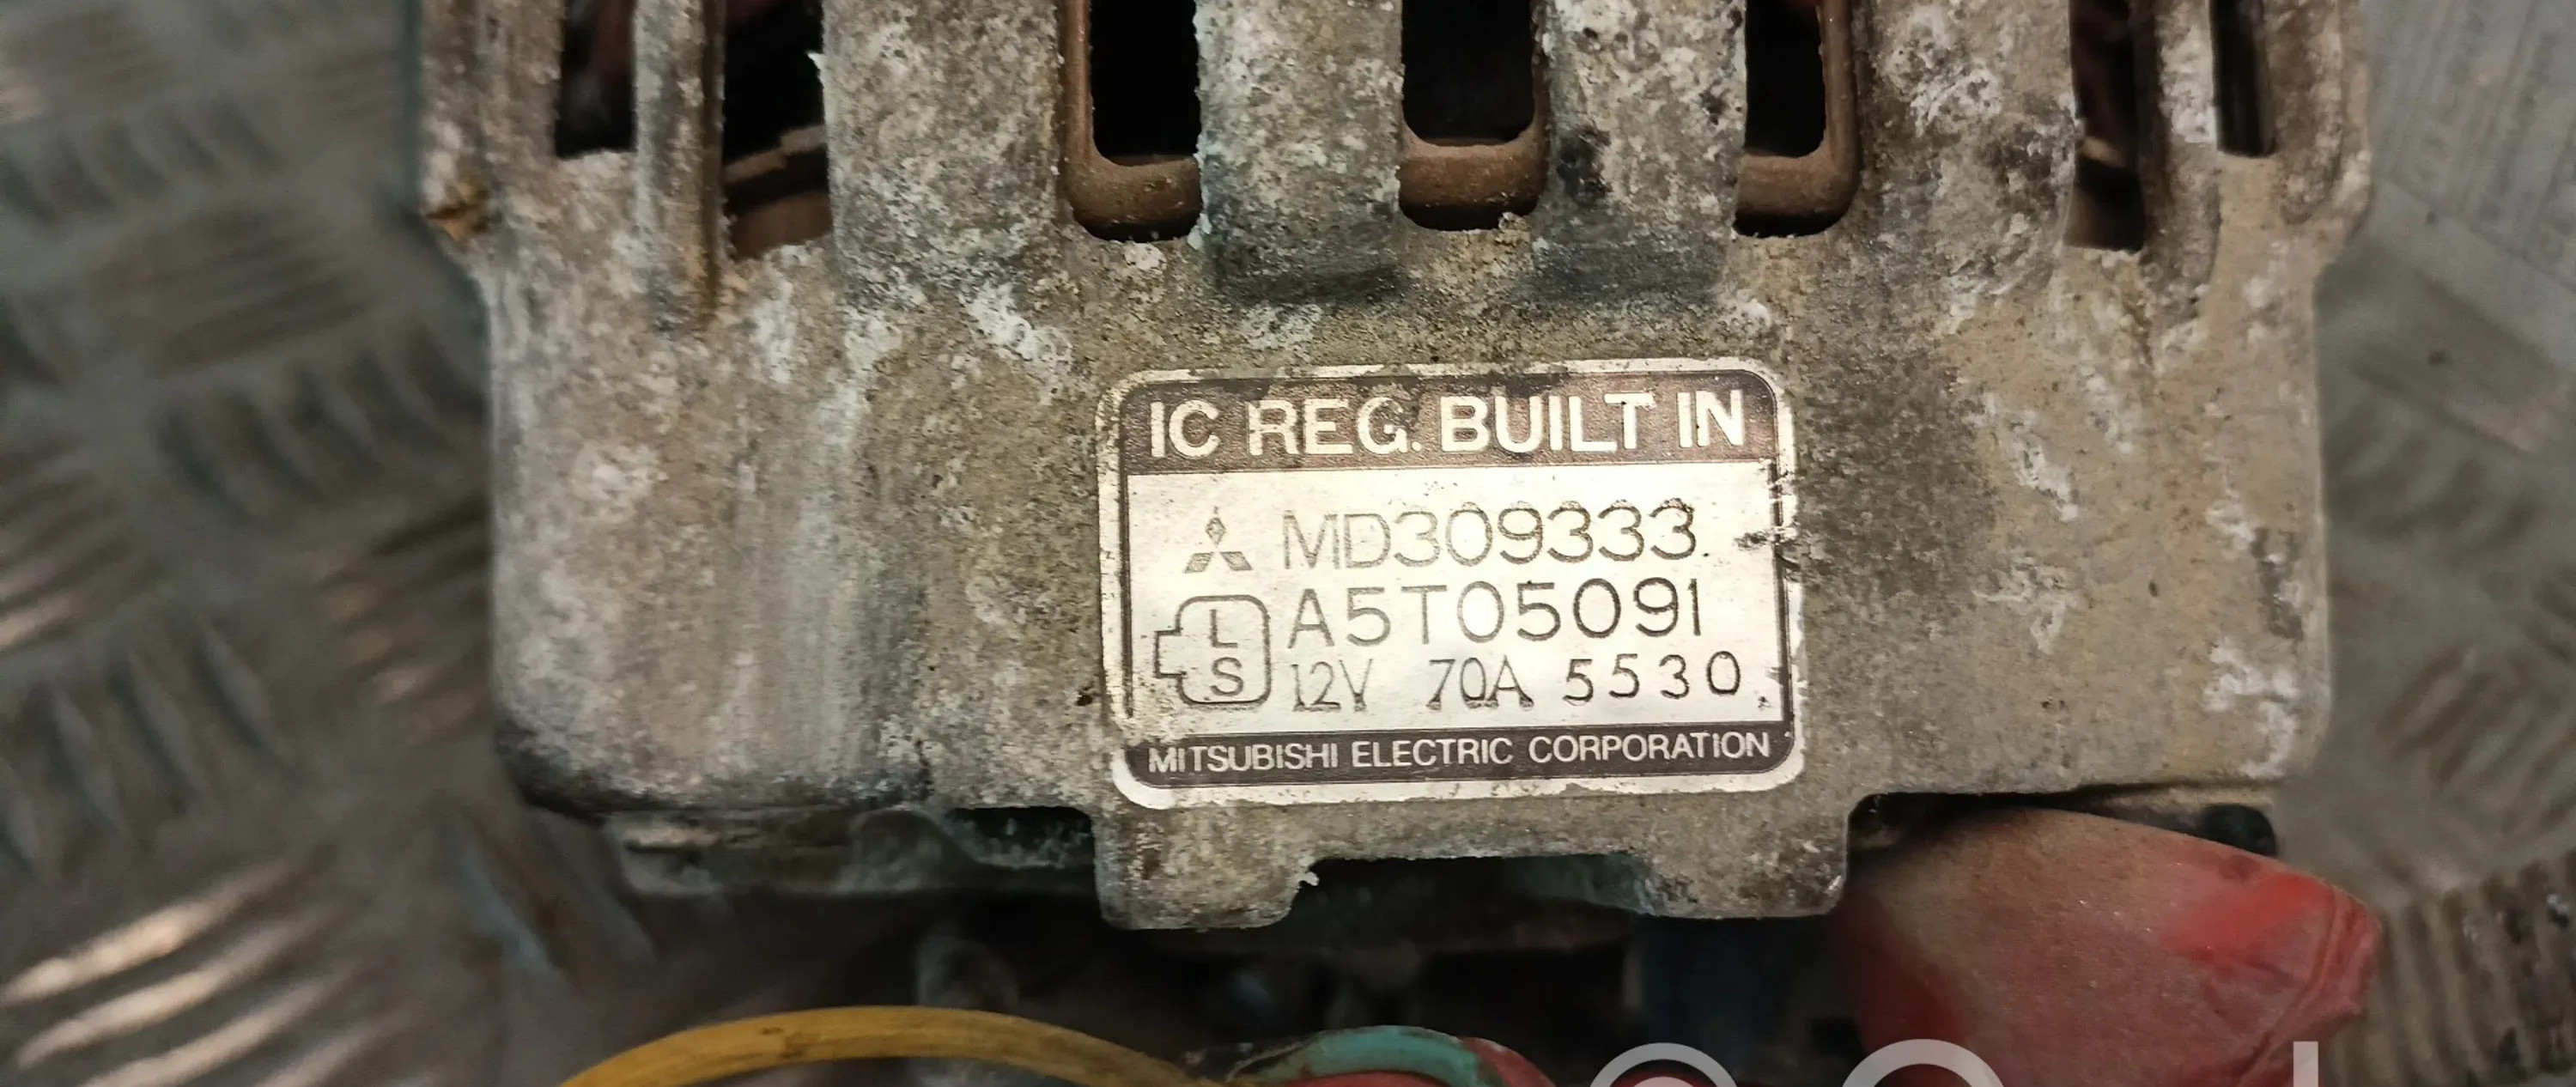 IC REG. BUILT IN
MD309333
L A5T05091
S 12V 70A 5530
MITSUBISHI ELECTRIC CORPORATION